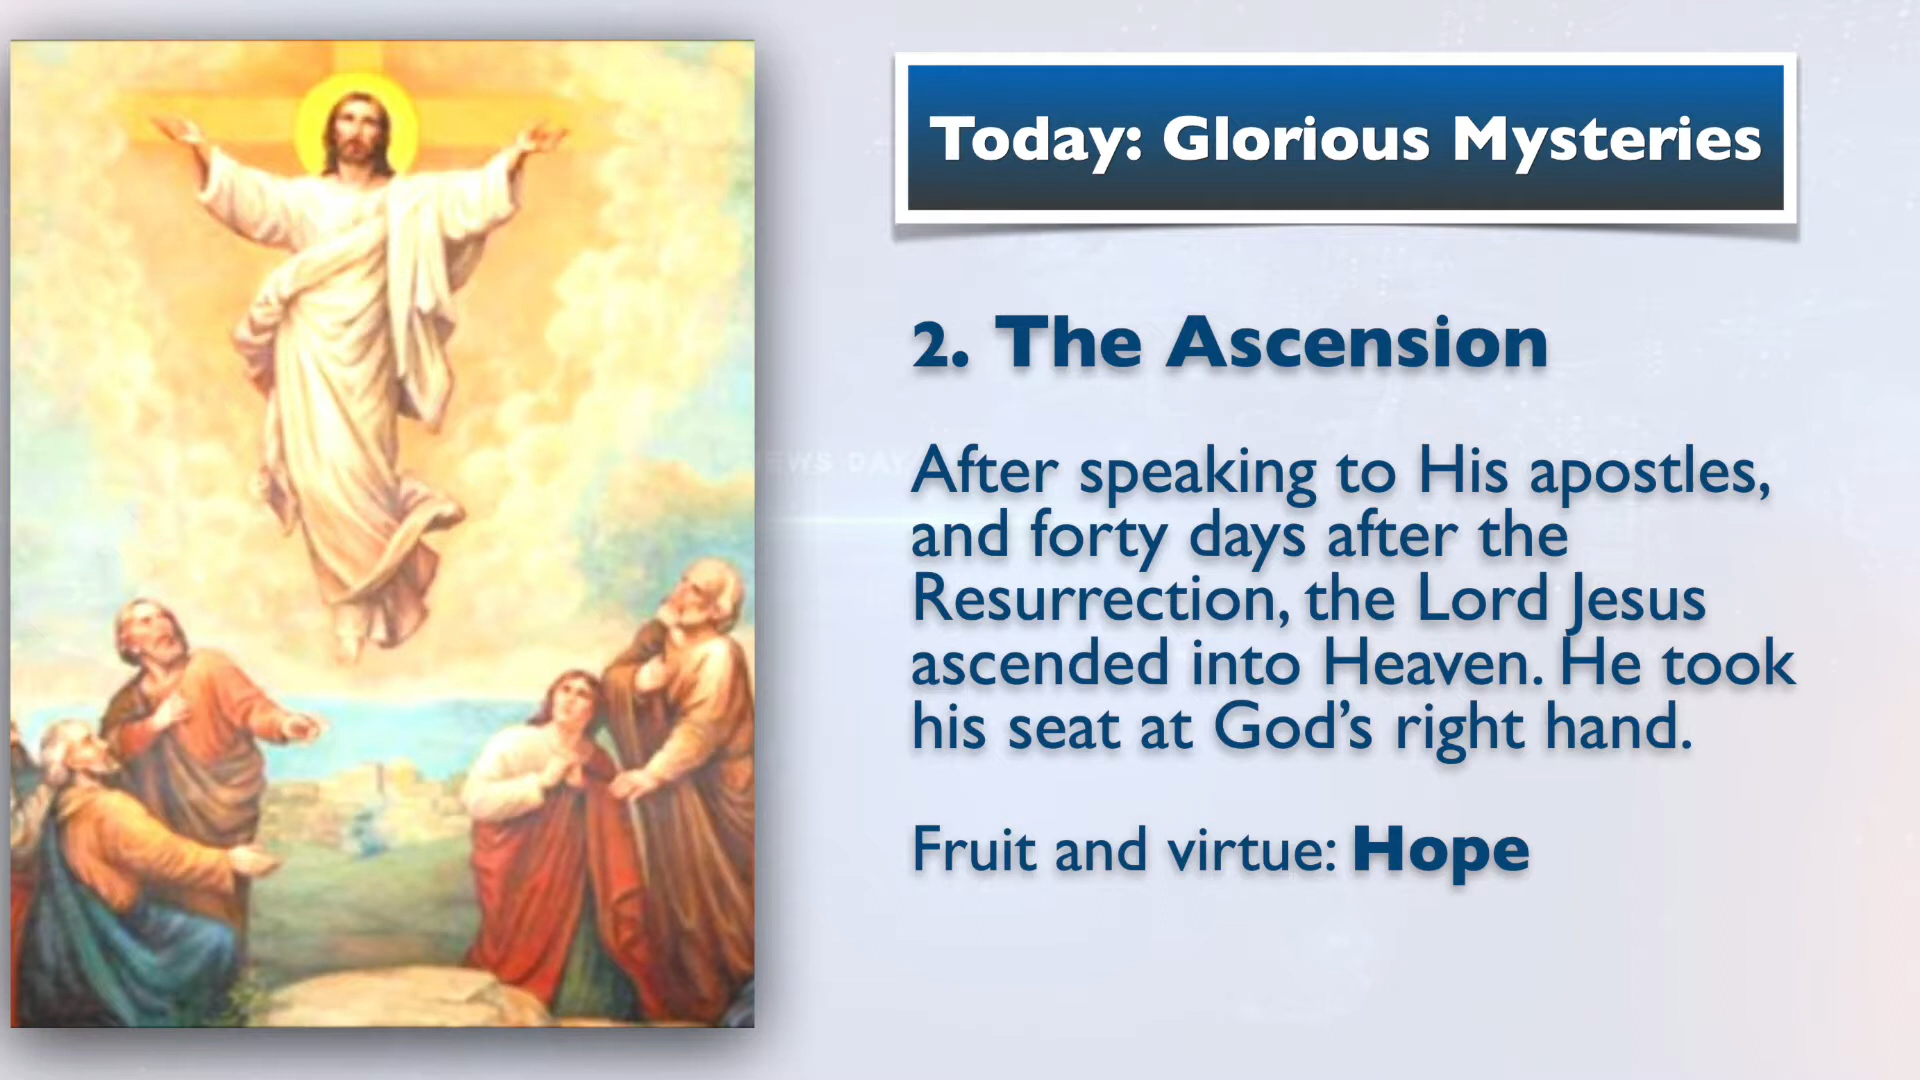 Today: Glorious Mysteries
2. The Ascension
After speaking to His apostles,
and forty days after the
Resurrection, the Lord Jesus
ascended into Heaven. He took
his seat at God's right hand.
Fruit and virtue: Hope